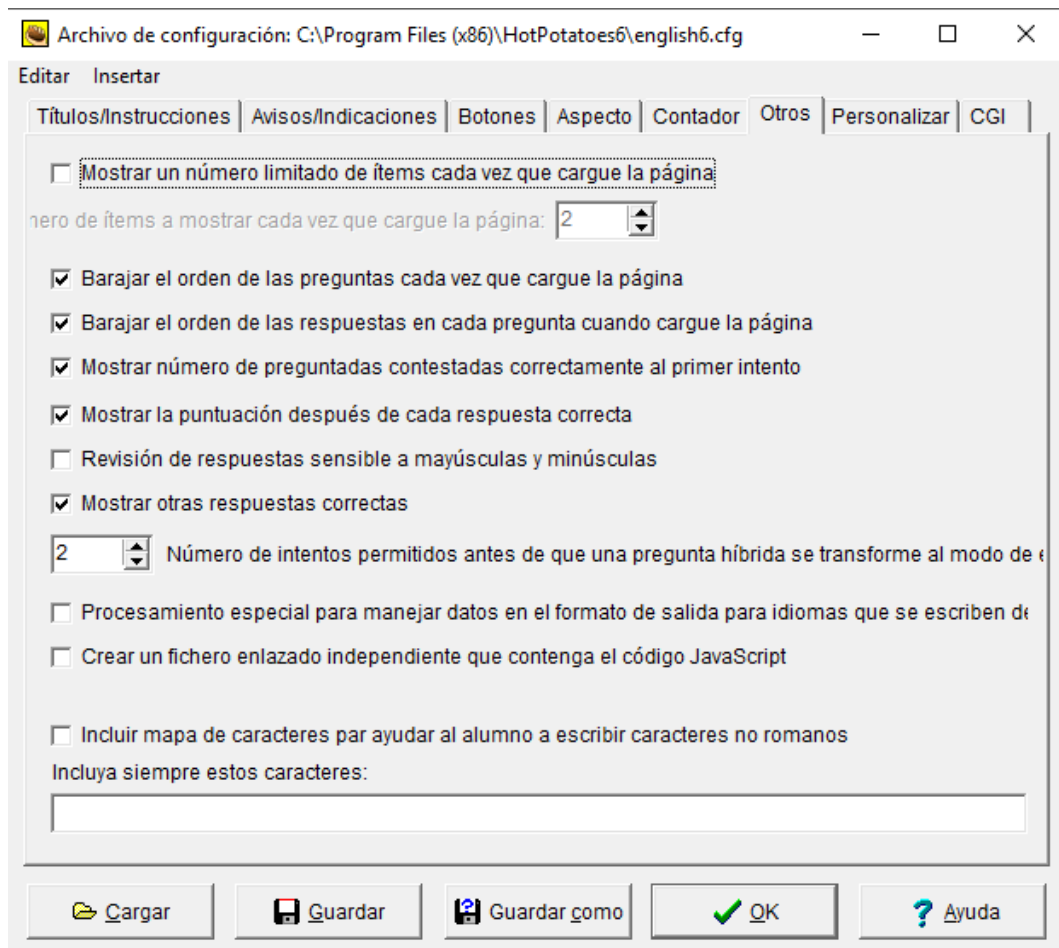 Archivo de configuración: C:\Program Files (x86)\HotPotatoes6\english6.cfg
Editar Insertar
Títulos/Instrucciones Avisos/Indicaciones Botones Aspecto Contador Otros Personalizar CGI
Mostrar un número limitado de ítems cada vez que cargue la página
de ítems a mostrar cada vez que cargue la página: 2
Barajar el orden de las preguntas cada vez que cargue la página
Barajar el orden de las respuestas en cada pregunta cuando cargue la página
Mostrar número de preguntadas contestadas correctamente al primer intento
Mostrar la puntuación después de cada respuesta correcta
Revisión de respuestas sensible a mayúsculas y minúsculas
Mostrar otras respuestas correctas
2 Número de intentos permitidos antes de que una pregunta híbrida se transforme al modo de
Procesamiento especial para manejar datos en el formato de salida para idiomas que se escriben de
Crear un fichero enlazado independiente que contenga el código JavaScript
Incluir mapa de caracteres par ayudar al alumno a escribir caracteres no romanos
Incluya siempre estos caracteres:
Cargar Guardar Guardar como OK Ayuda